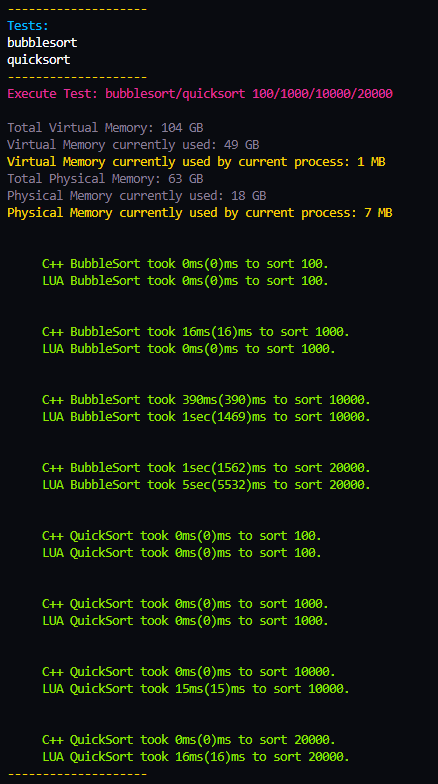 --------------------
Tests:
bubblesort
quicksort
--------------------
Execute Test: bubblesort/quicksort 100/1000/10000/20000
Total Virtual Memory: 104 GB
Virtual Memory currently used: 49 GB
Virtual Memory currently used by current process: 1 MB
Total Physical Memory: 63 GB
Physical Memory currently used: 18 GB
Physical Memory currently used by current process: 7 MB
C++ BubbleSort took 0ms(0)ms to sort 100.
LUA BubbleSort took 0ms(0)ms to sort 100.
C++ BubbleSort took 16ms(16)ms to sort 1000.
LUA BubbleSort took 0ms(0)ms to sort 1000.
C++ BubbleSort took 390ms(390)ms to sort 10000.
LUA BubbleSort took 1sec(1469)ms to sort 10000.
C++ BubbleSort took 1sec(1562)ms to sort 20000.
LUA BubbleSort took 5sec(5532)ms to sort 20000.
C++ QuickSort took 0ms(0)ms to sort 100.
LUA QuickSort took 0ms(0)ms to sort 100.
C++ QuickSort took 0ms(0)ms to sort 1000.
LUA QuickSort took 0ms(0)ms to sort 1000.
C++ QuickSort took 0ms(0)ms to sort 10000.
LUA QuickSort took 15ms(15)ms to sort 10000.
C++ QuickSort took 0ms(0)ms to sort 20000.
LUA QuickSort took 16ms(16)ms to sort 20000.
--------------------